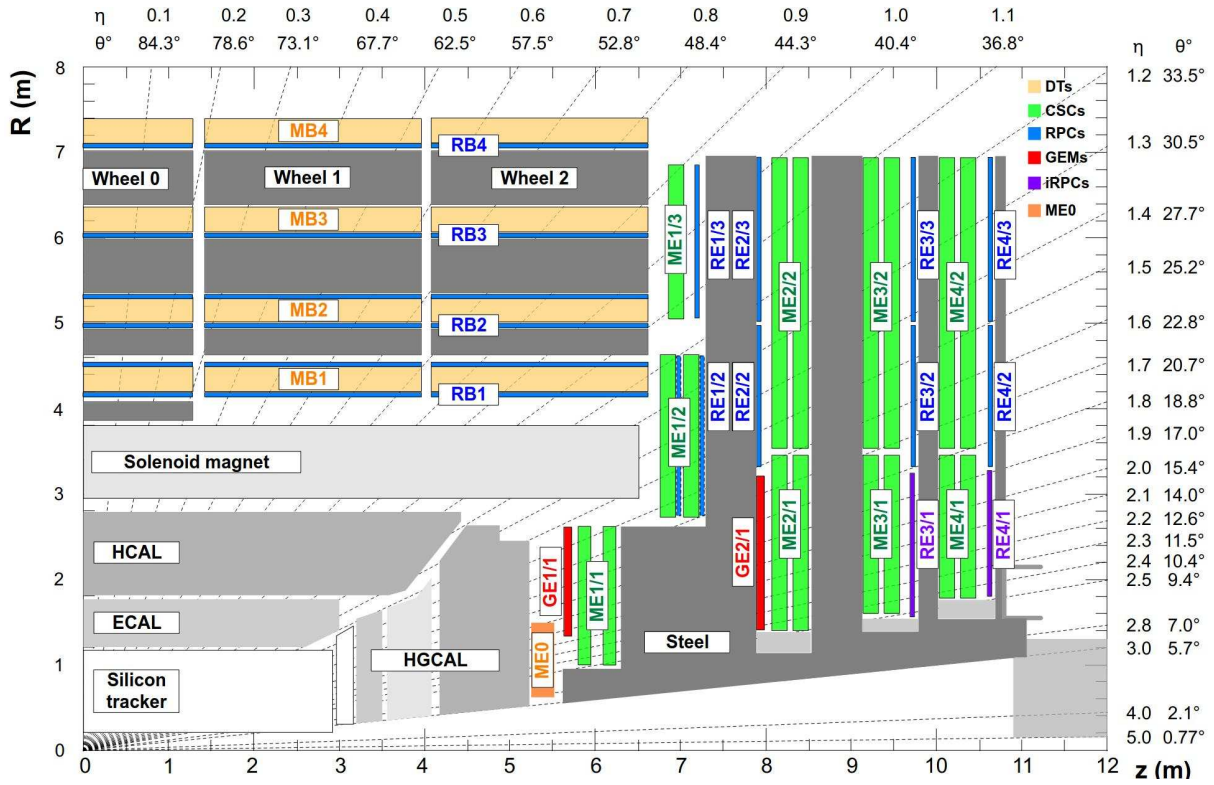 η 0.1 0.2 0.3 0.4 0.5 0.6 0.7 0.8 0.9 1.0 1.1
θ° 84.3° 78.6° 73.1° 67.7° 62.5° 57.5° 52.8° 48.4° 44.3° 40.4° 36.8° η θ°
R (m)
8
7
6
5
4
3
2
1
0
1.2 33.5°
1.3 30.5°
1.4 27.7°
1.5 25.2°
1.6 22.8°
1.7 20.7°
1.8 18.8°
1.9 17.0°
2.0 15.4°
2.1 14.0°
2.2 12.6°
2.3 11.5°
2.4 10.4°
2.5 9.4°
2.8 7.0°
3.0 5.7°
4.0 2.1°
5.0 0.77°
DTs
CSCs
RPCs
GEMs
iRPCs
ME0
MB4
RB4
Wheel 0 Wheel 1 Wheel 2
MB3
RB3
MB2
RB2
MB1
RB1
Solenoid magnet
HCAL
ECAL
Silicon
tracker
HGCAL
Steel
ME0
GE1/1
ME1/1
ME1/2
ME1/3
RE1/3
RE2/3
RE1/2
RE2/2
GE2/1
ME2/2
ME2/1
ME3/2
ME3/1
RE3/3
RE3/2
RE3/1
ME4/2
ME4/1
RE4/3
RE4/2
RE4/1
0 1 2 3 4 5 6 7 8 9 10 11 12
z (m)